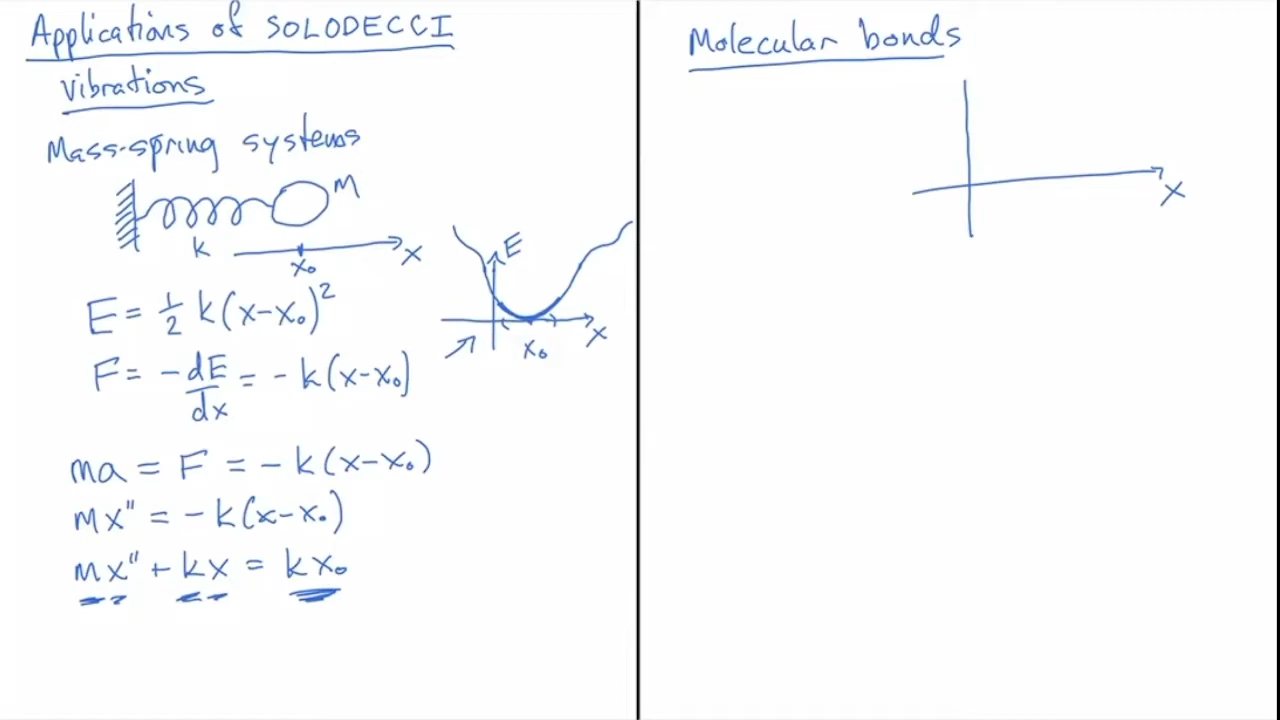 Applications of SOLODECCI
Vibrations
Mass-spring systems
M
k
x₀
x
E
x
x₀
E = ½ k(x-x₀)²
F = -dE/dx = -k(x-x₀)
ma = F = -k(x-x₀)
mx" = -k(x-x₀)
mx" + kx = kx₀
Molecular bonds
x